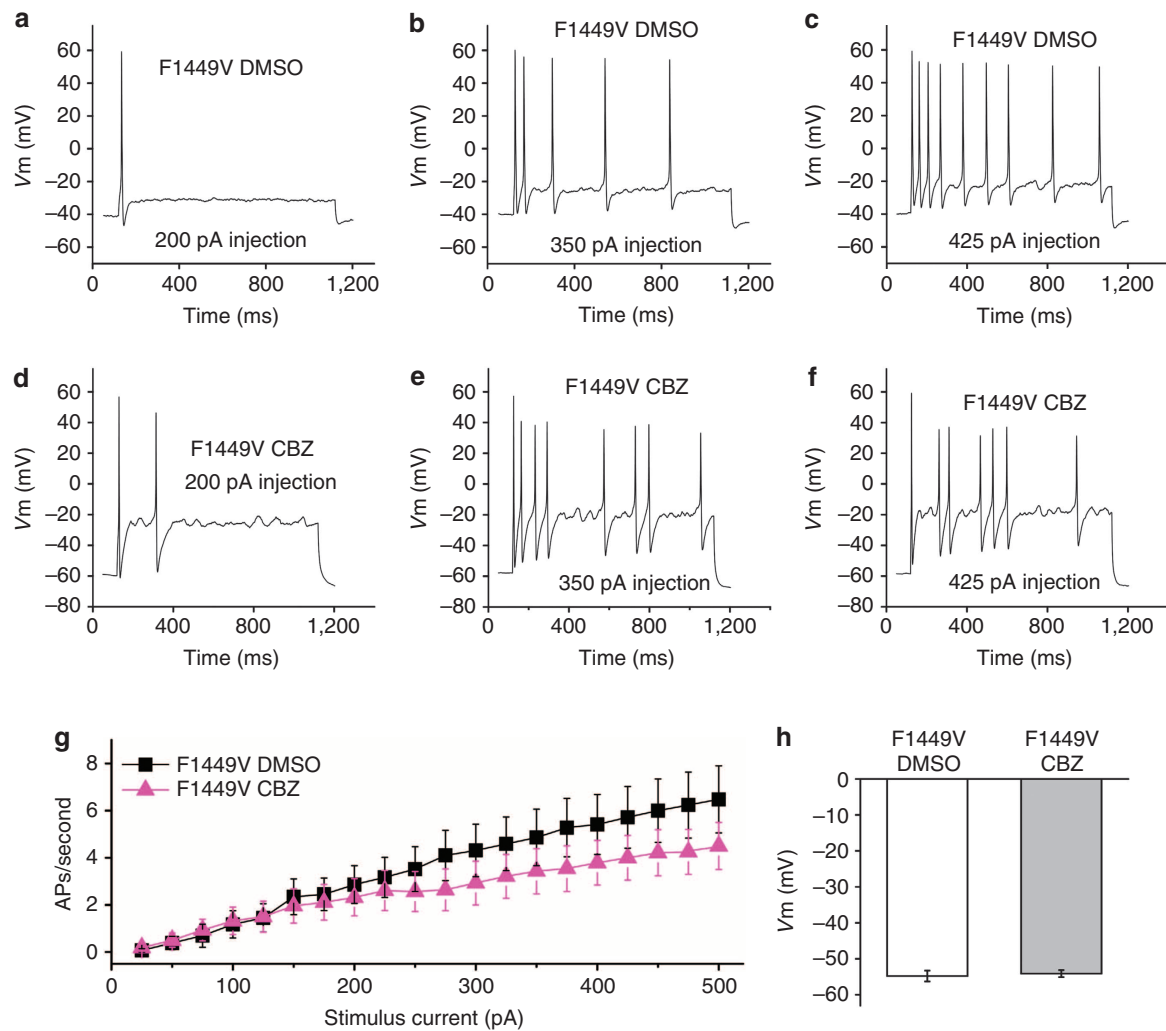 a
F1449V DMSO
60
40
20
0
–20
–40
–60
Vm (mV)
200 pA injection
0 400 800 1,200
Time (ms)
b
F1449V DMSO
60
40
20
0
–20
–40
–60
Vm (mV)
350 pA injection
0 400 800 1,200
Time (ms)
c
F1449V DMSO
60
40
20
0
–20
–40
–60
Vm (mV)
425 pA injection
0 400 800 1,200
Time (ms)
d
60
40
20
0
–20
–40
–60
–80
Vm (mV)
F1449V CBZ
200 pA injection
0 400 800 1,200
Time (ms)
e
F1449V CBZ
60
40
20
0
–20
–40
–60
–80
Vm (mV)
350 pA injection
0 400 800 1,200
Time (ms)
f
F1449V CBZ
60
40
20
0
–20
–40
–60
–80
Vm (mV)
425 pA injection
0 400 800 1,200
Time (ms)
g
F1449V DMSO
F1449V CBZ
8
6
4
2
0
APs/second
0 100 200 300 400 500
Stimulus current (pA)
h
F1449V DMSO
F1449V CBZ
0
–10
–20
–30
–40
–50
–60
Vm (mV)